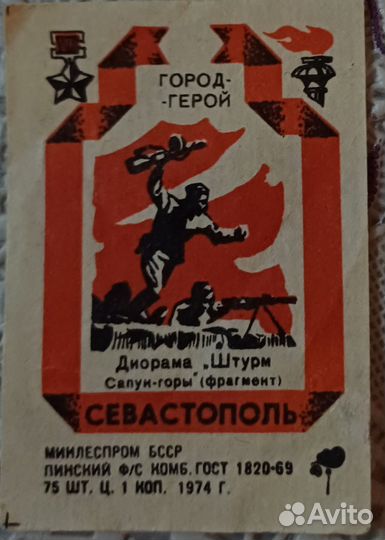 ГОРОД-
-ГЕРОЙ
Диорама „Штурм
Сапун-горы" (фрагмент)
СЕВАСТОПОЛЬ
МИНЛЕСПРОМ БССР
ПИНСКИЙ Ф/С КОМБ. ГОСТ 1820-69
75 ШТ. Ц. 1 КОП. 1974 Г.
Avito